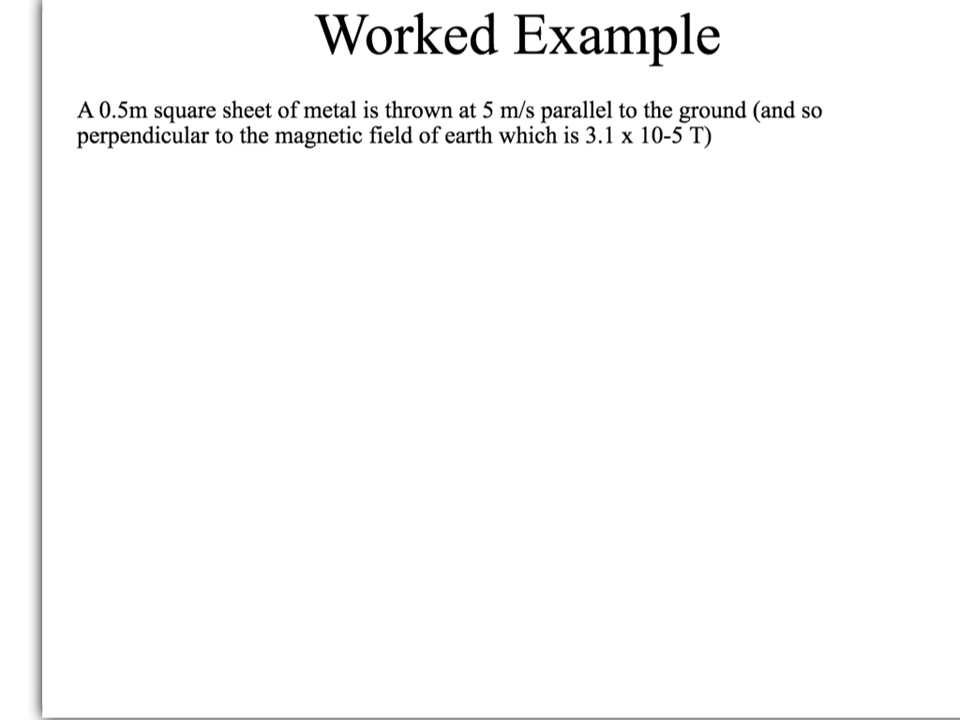 Worked Example
A 0.5m square sheet of metal is thrown at 5 m/s parallel to the ground (and so
perpendicular to the magnetic field of earth which is 3.1 x 10-5 T)